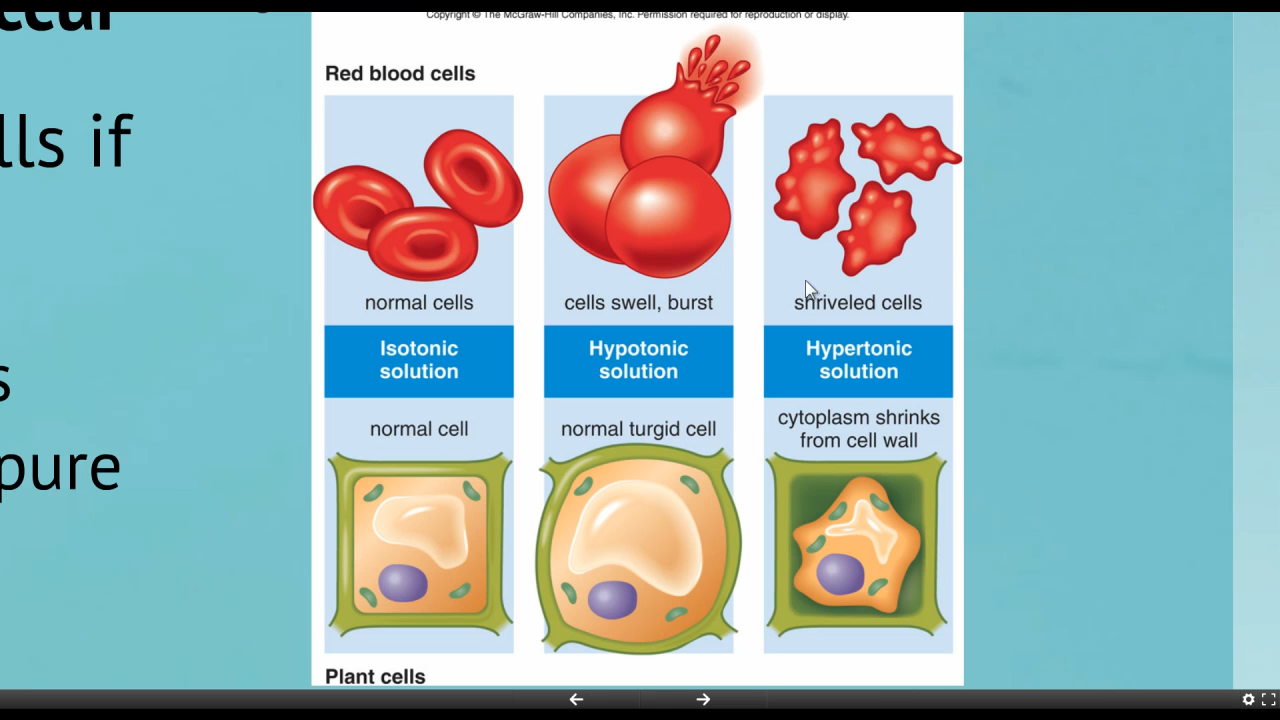 ccur
lls if
s
pure
Copyright © The McGraw-Hill Companies, Inc. Permission required for reproduction or display.
Red blood cells
normal cells
cells swell, burst
shriveled cells
Isotonic
solution
Hypotonic
solution
Hypertonic
solution
normal cell
normal turgid cell
cytoplasm shrinks
from cell wall
Plant cells